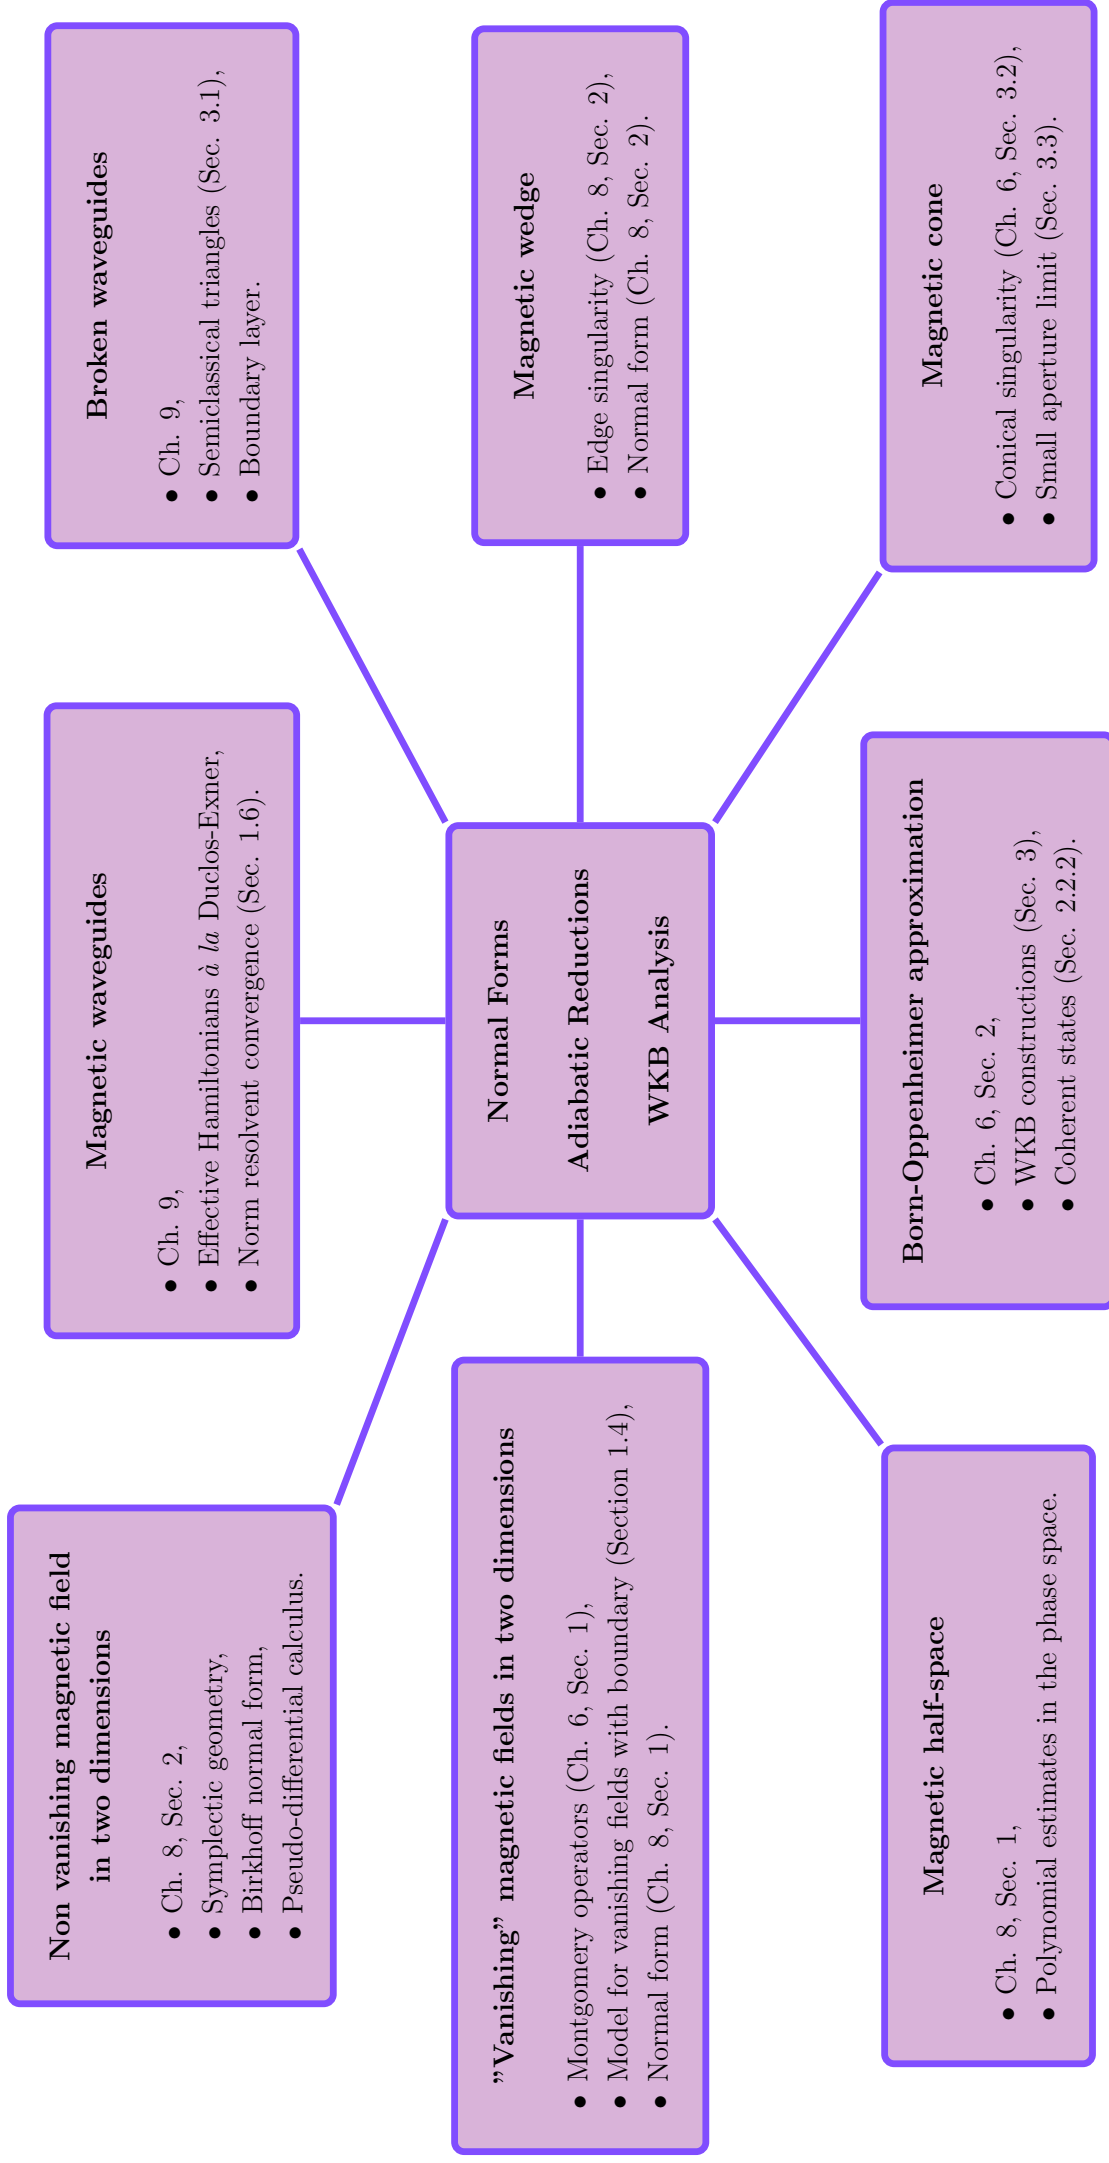 Non vanishing magnetic field
in two dimensions
• Ch. 8, Sec. 2,
• Symplectic geometry,
• Birkhoff normal form,
• Pseudo-differential calculus.
Magnetic waveguides
• Ch. 9,
• Effective Hamiltonians à la Duclos-Exner,
• Norm resolvent convergence (Sec. 1.6).
Broken waveguides
• Ch. 9,
• Semiclassical triangles (Sec. 3.1),
• Boundary layer.
”Vanishing” magnetic fields in two dimensions
• Montgomery operators (Ch. 6, Sec. 1),
• Model for vanishing fields with boundary (Section 1.4),
• Normal form (Ch. 8, Sec. 1).
Normal Forms
Adiabatic Reductions
WKB Analysis
Magnetic wedge
• Edge singularity (Ch. 8, Sec. 2),
• Normal form (Ch. 8, Sec. 2).
Magnetic half-space
• Ch. 8, Sec. 1,
• Polynomial estimates in the phase space.
Born-Oppenheimer approximation
• Ch. 6, Sec. 2,
• WKB constructions (Sec. 3),
• Coherent states (Sec. 2.2.2).
Magnetic cone
• Conical singularity (Ch. 6, Sec. 3.2),
• Small aperture limit (Sec. 3.3).